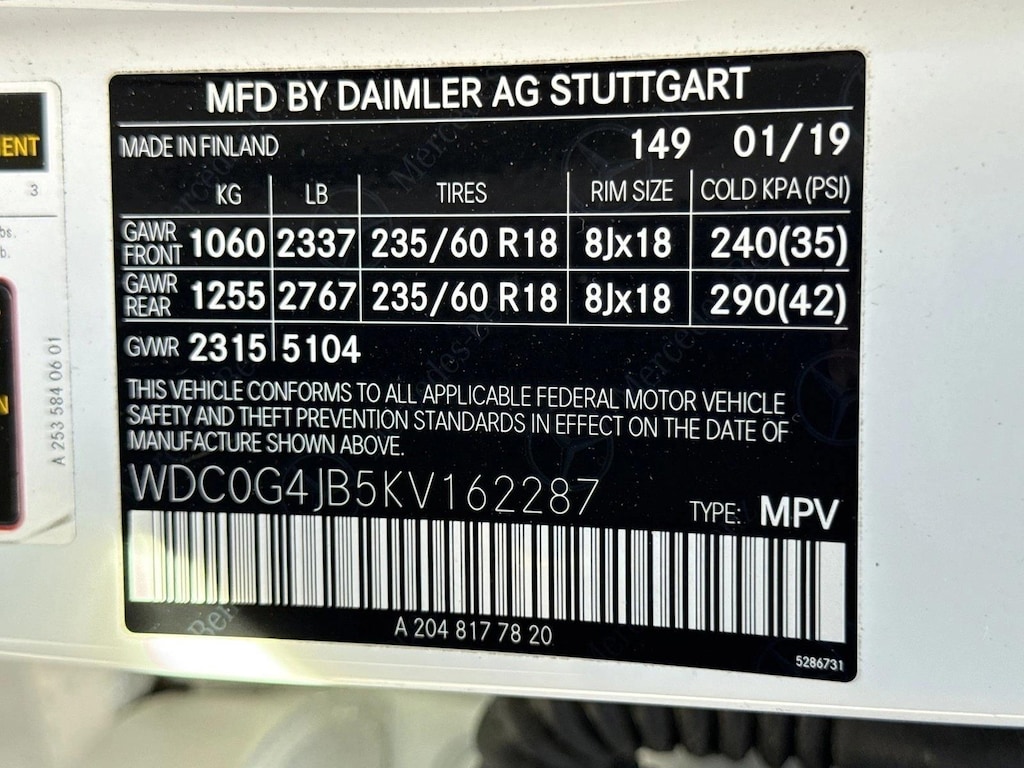 MFD BY DAIMLER AG STUTTGART
MADE IN FINLAND 149 01/19
KG LB TIRES RIM SIZE COLD KPA (PSI)
GAWR FRONT 1060 2337 235/60 R18 8Jx18 240(35)
GAWR REAR 1255 2767 235/60 R18 8Jx18 290(42)
GVWR 2315 5104
THIS VEHICLE CONFORMS TO ALL APPLICABLE FEDERAL MOTOR VEHICLE
SAFETY AND THEFT PREVENTION STANDARDS IN EFFECT ON THE DATE OF
MANUFACTURE SHOWN ABOVE.
WDC0G4JB5KV162287
TYPE: MPV
A 204 817 78 20
5286731
3
A 253 584 06 01